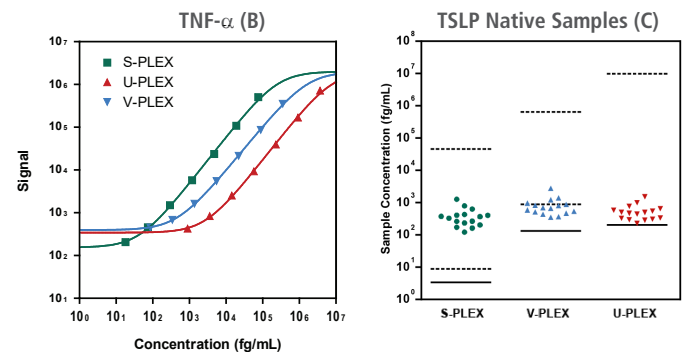 TNF-α (B)
Signal
10⁷
10⁶
10⁵
10⁴
10³
10²
10₁
S-PLEX
U-PLEX
V-PLEX
10⁰ 10¹ 10² 10³ 10⁴ 10⁵ 10⁶ 10⁷
Concentration (fg/mL)
TSLP Native Samples (C)
Sample Concentration (fg/mL)
10⁸
10⁷
10⁶
10⁵
10⁴
10³
10²
10¹
10⁰
S-PLEX V-PLEX U-PLEX